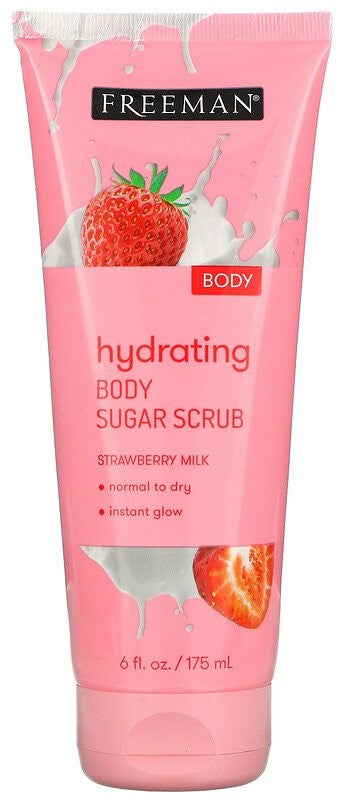 FREEMAN®
BODY
hydrating
BODY
SUGAR SCRUB
STRAWBERRY MILK
• normal to dry
• instant glow
6 fl. oz. / 175 mL